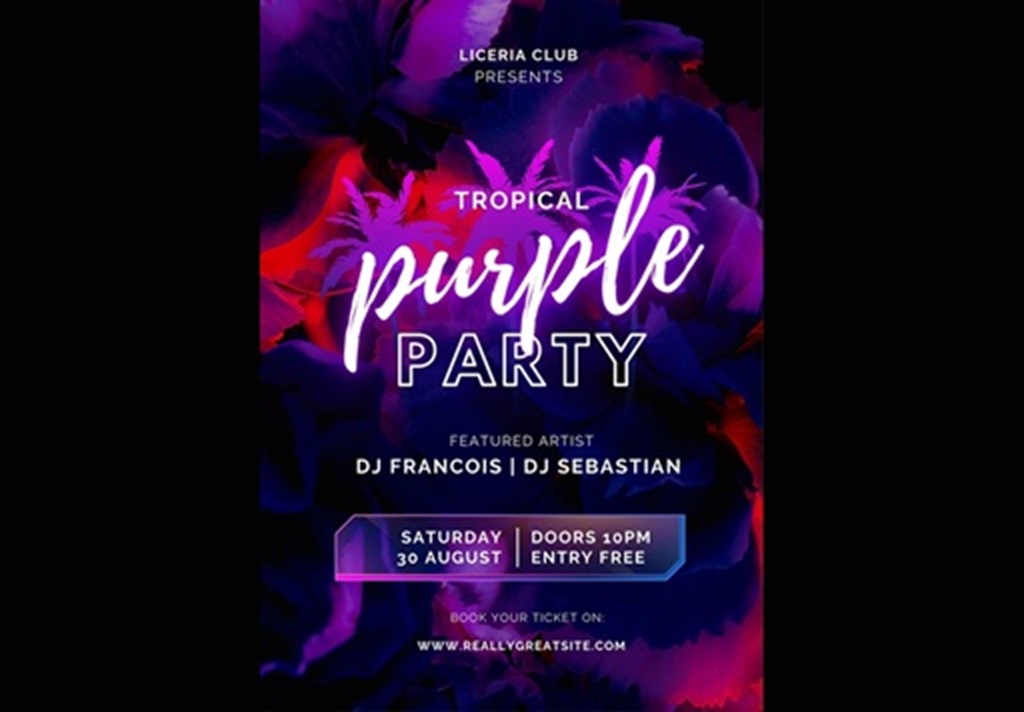 LICERIA CLUB
PRESENTS
TROPICAL
purple
PARTY
FEATURED ARTIST
DJ FRANCOIS | DJ SEBASTIAN
SATURDAY | DOORS 10PM
30 AUGUST | ENTRY FREE
BOOK YOUR TICKET ON:
WWW.REALLYGREATSITE.COM